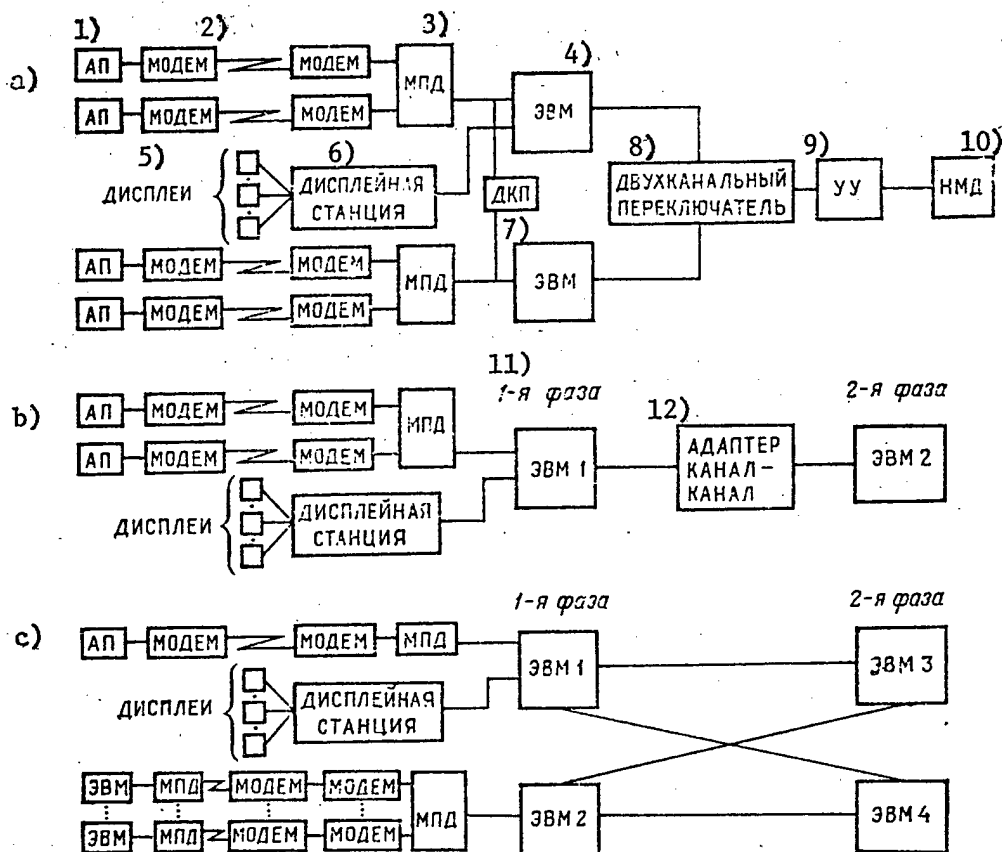 1) 2) 3) 4)
a) АП МОДЕМ МОДЕМ МПД ЭВМ
АП МОДЕМ МОДЕМ
5) 6) 8) 9) 10)
ДИСПЛЕИ ДИСПЛЕЙНАЯ СТАНЦИЯ ДКП ДВУХКАНАЛЬНЫЙ ПЕРЕКЛЮЧАТЕЛЬ УУ НМД
7)
АП МОДЕМ МОДЕМ МПД ЭВМ
АП МОДЕМ МОДЕМ
11)
1-я фаза 12) 2-я фаза
b) АП МОДЕМ МОДЕМ МПД
АП МОДЕМ МОДЕМ ЭВМ 1 АДАПТЕР КАНАЛ- КАНАЛ ЭВМ 2
ДИСПЛЕИ ДИСПЛЕЙНАЯ СТАНЦИЯ
1-я фаза 2-я фаза
c) АП МОДЕМ МОДЕМ МПД ЭВМ 1 ЭВМ 3
ДИСПЛЕИ ДИСПЛЕЙНАЯ СТАНЦИЯ
ЭВМ МПД МОДЕМ МОДЕМ МПД ЭВМ 2 ЭВМ 4
ЭВМ МПД МОДЕМ МОДЕМ